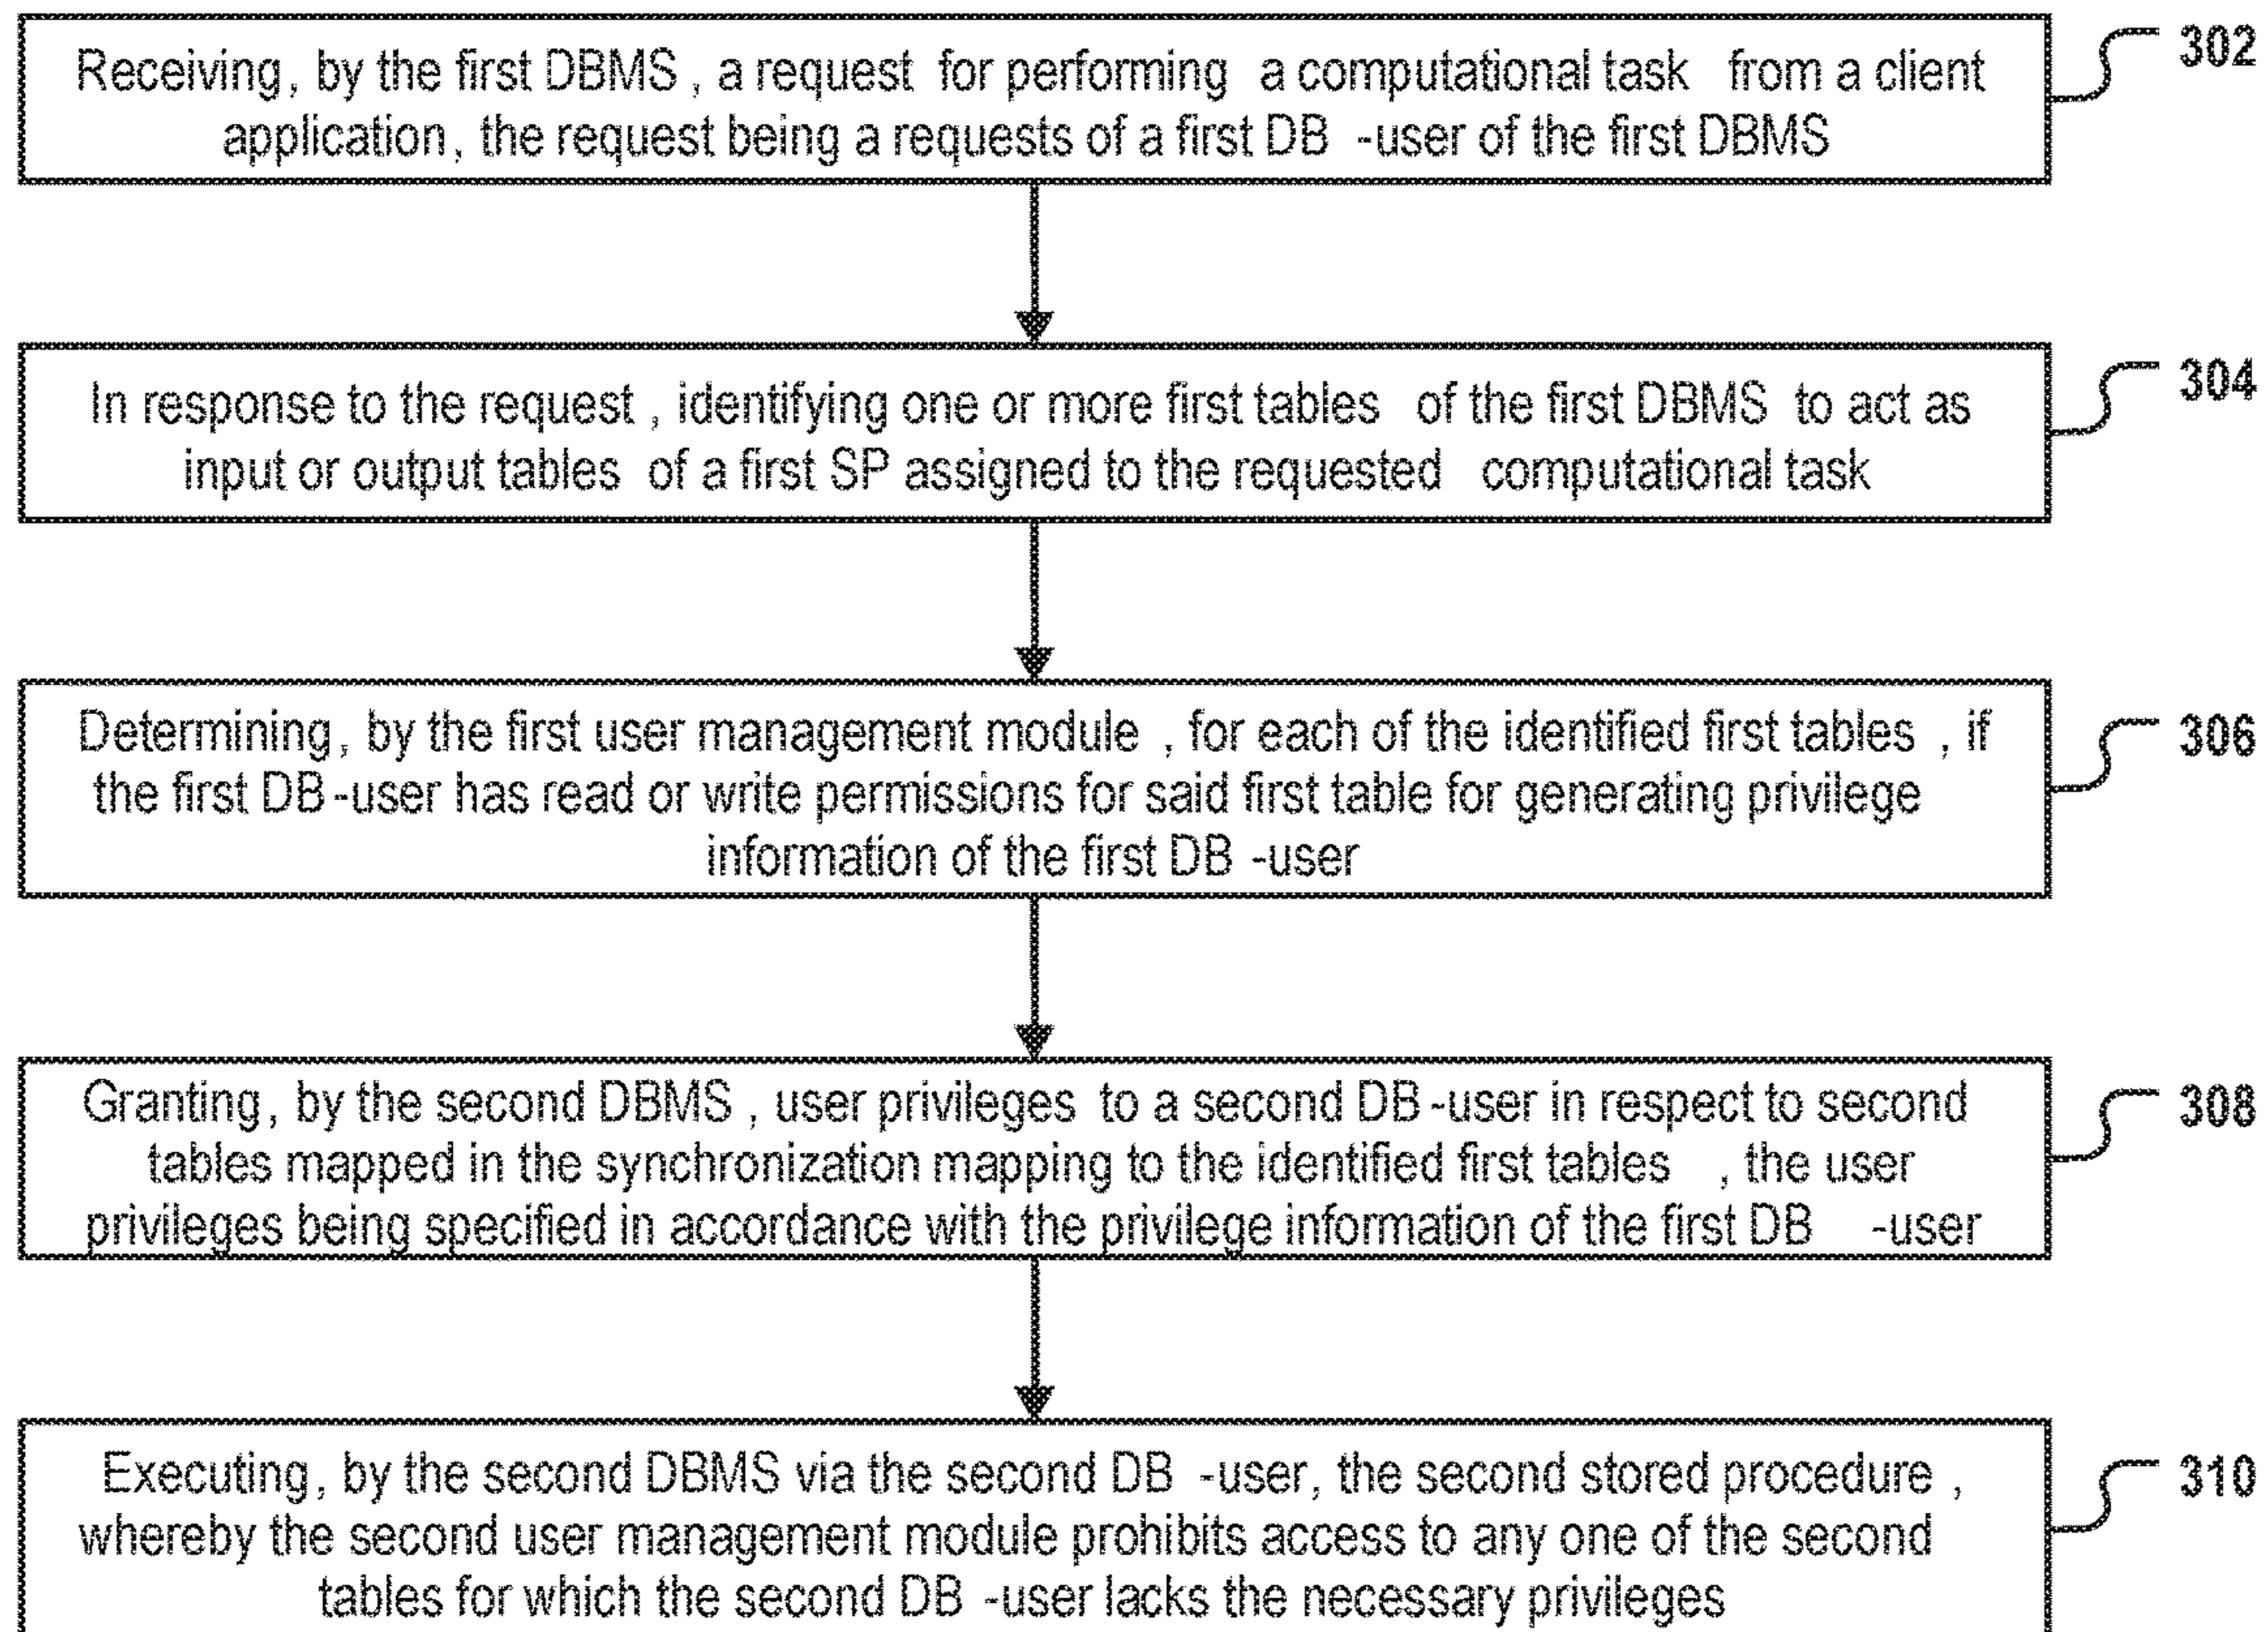 Receiving, by the first DBMS , a request for performing a computational task from a client
application, the request being a requests of a first DB -user of the first DBMS
302
In response to the request , identifying one or more first tables of the first DBMS to act as
input or output tables of a first SP assigned to the requested computational task
304
Determining, by the first user management module , for each of the identified first tables , if
the first DB-user has read or write permissions for said first table for generating privilege
information of the first DB -user
306
Granting, by the second DBMS , user privileges to a second DB-user in respect to second
tables mapped in the synchronization mapping to the identified first tables , the user
privileges being specified in accordance with the privilege information of the first DB -user
308
Executing, by the second DBMS via the second DB -user, the second stored procedure ,
whereby the second user management module prohibits access to any one of the second
tables for which the second DB -user lacks the necessary privileges
310